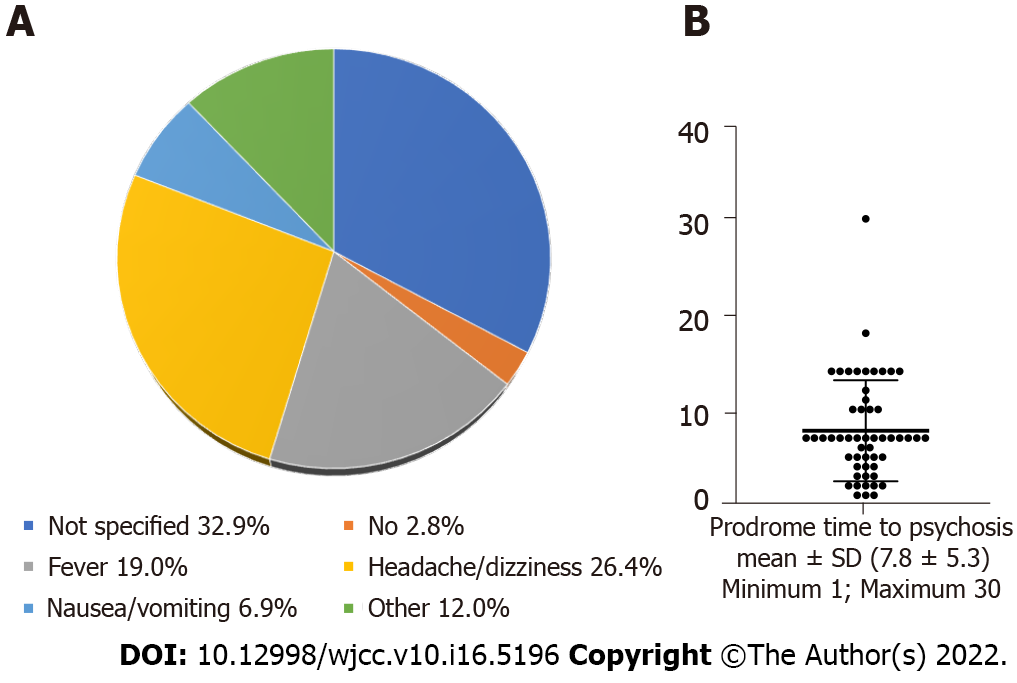 A
B
40
30
20
10
0
Not specified 32.9%
No 2.8%
Fever 19.0%
Headache/dizziness 26.4%
Nausea/vomiting 6.9%
Other 12.0%
Prodrome time to psychosis
mean ± SD (7.8 ± 5.3)
Minimum 1; Maximum 30
DOI: 10.12998/wjcc.v10.i16.5196 Copyright ©The Author(s) 2022.